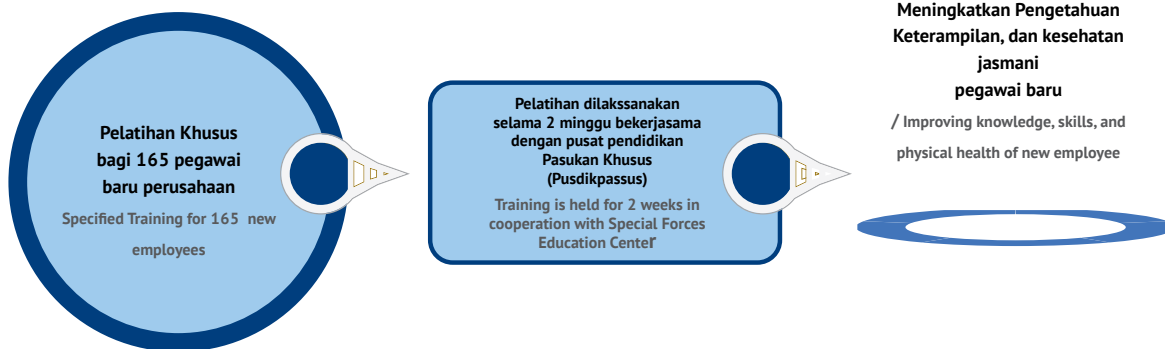 Pelatihan Khusus
bagi 165 pegawai
baru perusahaan
Specified Training for 165 new
employees
Pelatihan dilakssanakan
selama 2 minggu bekerjasama
dengan pusat pendidikan
Pasukan Khusus
(Pusdikpassus)
Training is held for 2 weeks in
cooperation with Special Forces
Education Center
Meningkatkan Pengetahuan
Keterampilan, dan kesehatan
jasmani
pegawai baru
/ Improving knowledge, skills, and
physical health of new employee